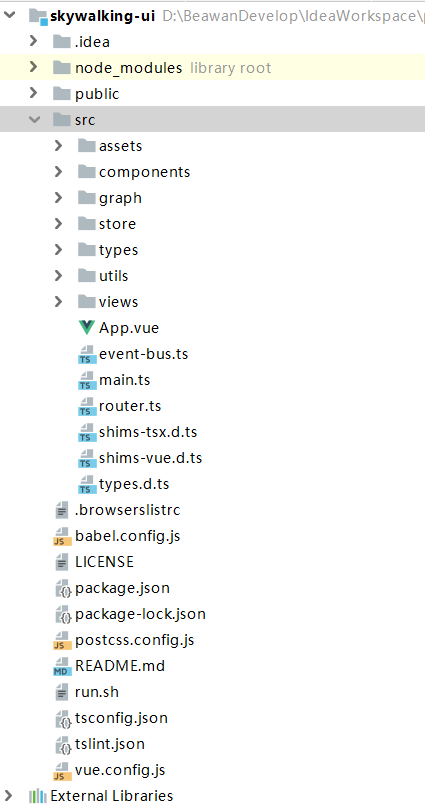 skywalking-ui D:\BeawanDevelop\IdeaWorkspace\
.idea
node_modules library root
public
src
assets
components
graph
store
types
utils
views
App.vue
TS event-bus.ts
TS main.ts
TS router.ts
TS shims-tsx.d.ts
TS shims-vue.d.ts
TS types.d.ts
.browserslistrc
JS babel.config.js
LICENSE
package.json
package-lock.json
JS postcss.config.js
MD README.md
run.sh
tsconfig.json
tslint.json
JS vue.config.js
External Libraries